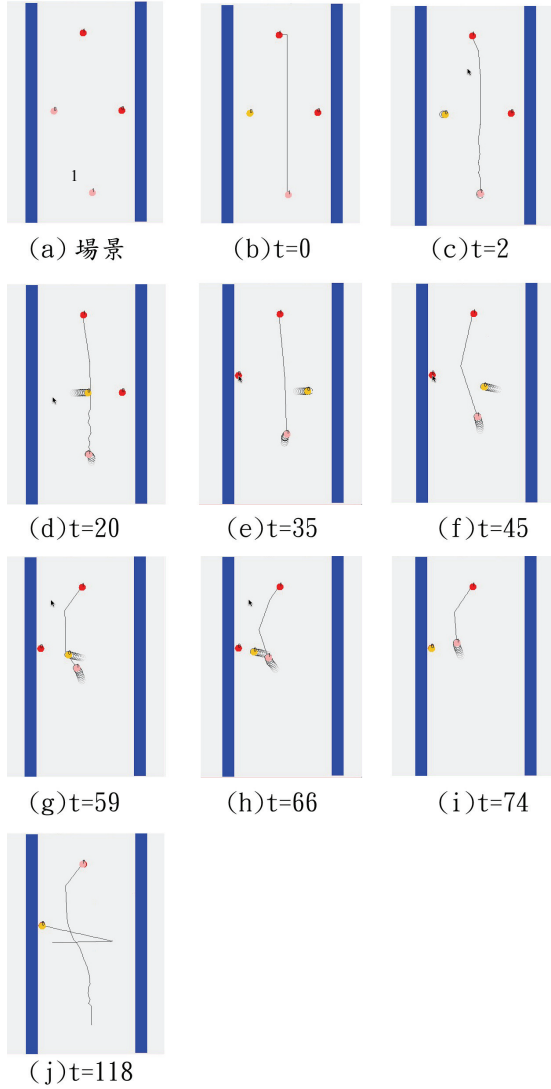 1
(a)場景
(b)t=0
(c)t=2
(d)t=20
(e)t=35
(f)t=45
(g)t=59
(h)t=66
(i)t=74
(j)t=118